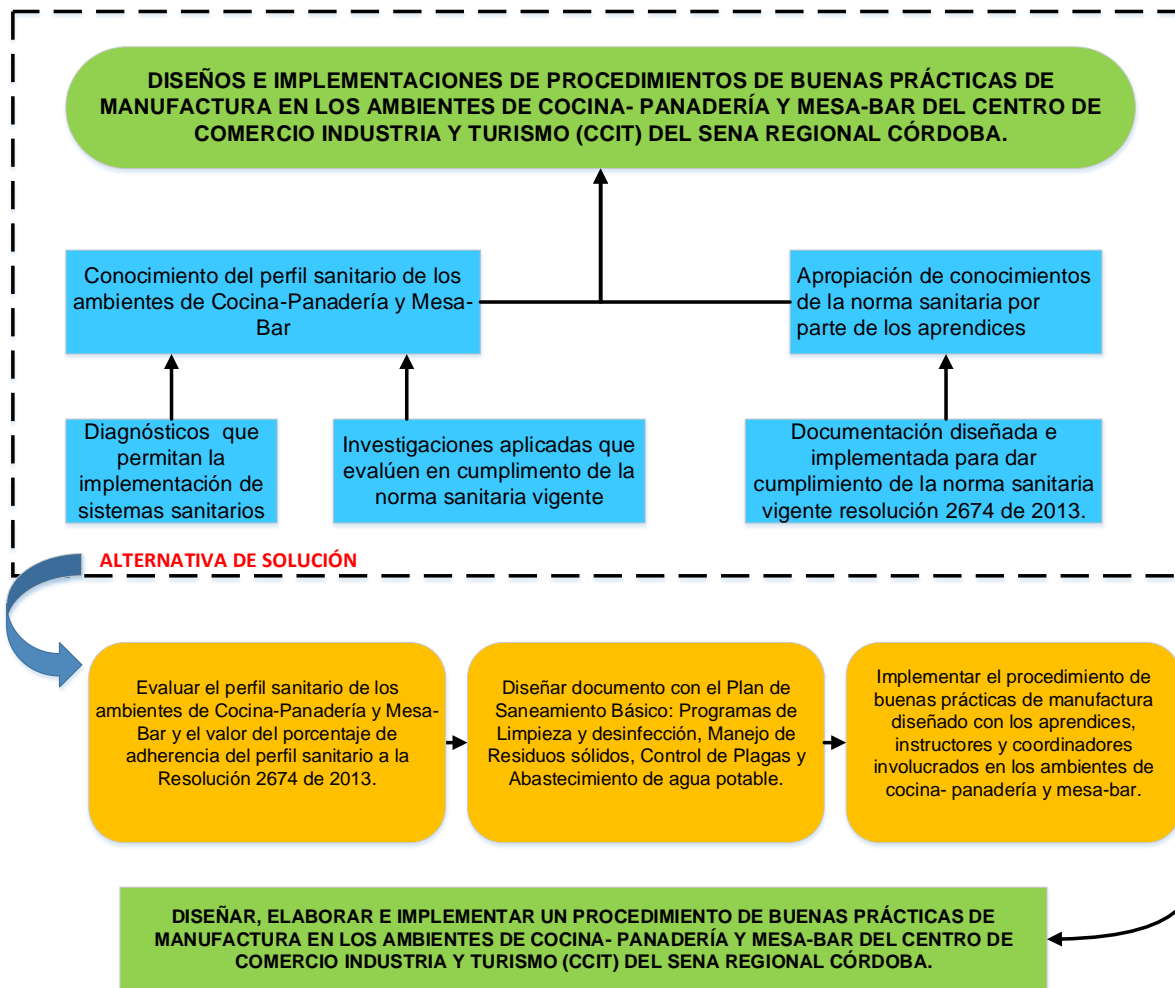 DISEÑOS E IMPLEMENTACIONES DE PROCEDIMIENTOS DE BUENAS PRÁCTICAS DE
MANUFACTURA EN LOS AMBIENTES DE COCINA- PANADERÍA Y MESA-BAR DEL CENTRO DE
COMERCIO INDUSTRIA Y TURISMO (CCIT) DEL SENA REGIONAL CÓRDOBA.
Conocimiento del perfil sanitario de los
ambientes de Cocina-Panadería y Mesa-
Bar
Apropiación de conocimientos
de la norma sanitaria por
parte de los aprendices
Diagnósticos que
permitan la
implementación de
sistemas sanitarios
Investigaciones aplicadas que
evalúen en cumplimento de la
norma sanitaria vigente
Documentación diseñada e
implementada para dar
cumplimiento de la norma sanitaria
vigente resolución 2674 de 2013.
ALTERNATIVA DE SOLUCIÓN
Evaluar el perfil sanitario de los
ambientes de Cocina-Panadería y Mesa-
Bar y el valor del porcentaje de
adherencia del perfil sanitario a la
Resolución 2674 de 2013.
Diseñar documento con el Plan de
Saneamiento Básico: Programas de
Limpieza y desinfección, Manejo de
Residuos sólidos, Control de Plagas y
Abastecimiento de agua potable.
Implementar el procedimiento de
buenas prácticas de manufactura
diseñado con los aprendices,
instructores y coordinadores
involucrados en los ambientes de
cocina- panadería y mesa-bar.
DISEÑAR, ELABORAR E IMPLEMENTAR UN PROCEDIMIENTO DE BUENAS PRÁCTICAS DE
MANUFACTURA EN LOS AMBIENTES DE COCINA- PANADERÍA Y MESA-BAR DEL CENTRO DE
COMERCIO INDUSTRIA Y TURISMO (CCIT) DEL SENA REGIONAL CÓRDOBA.